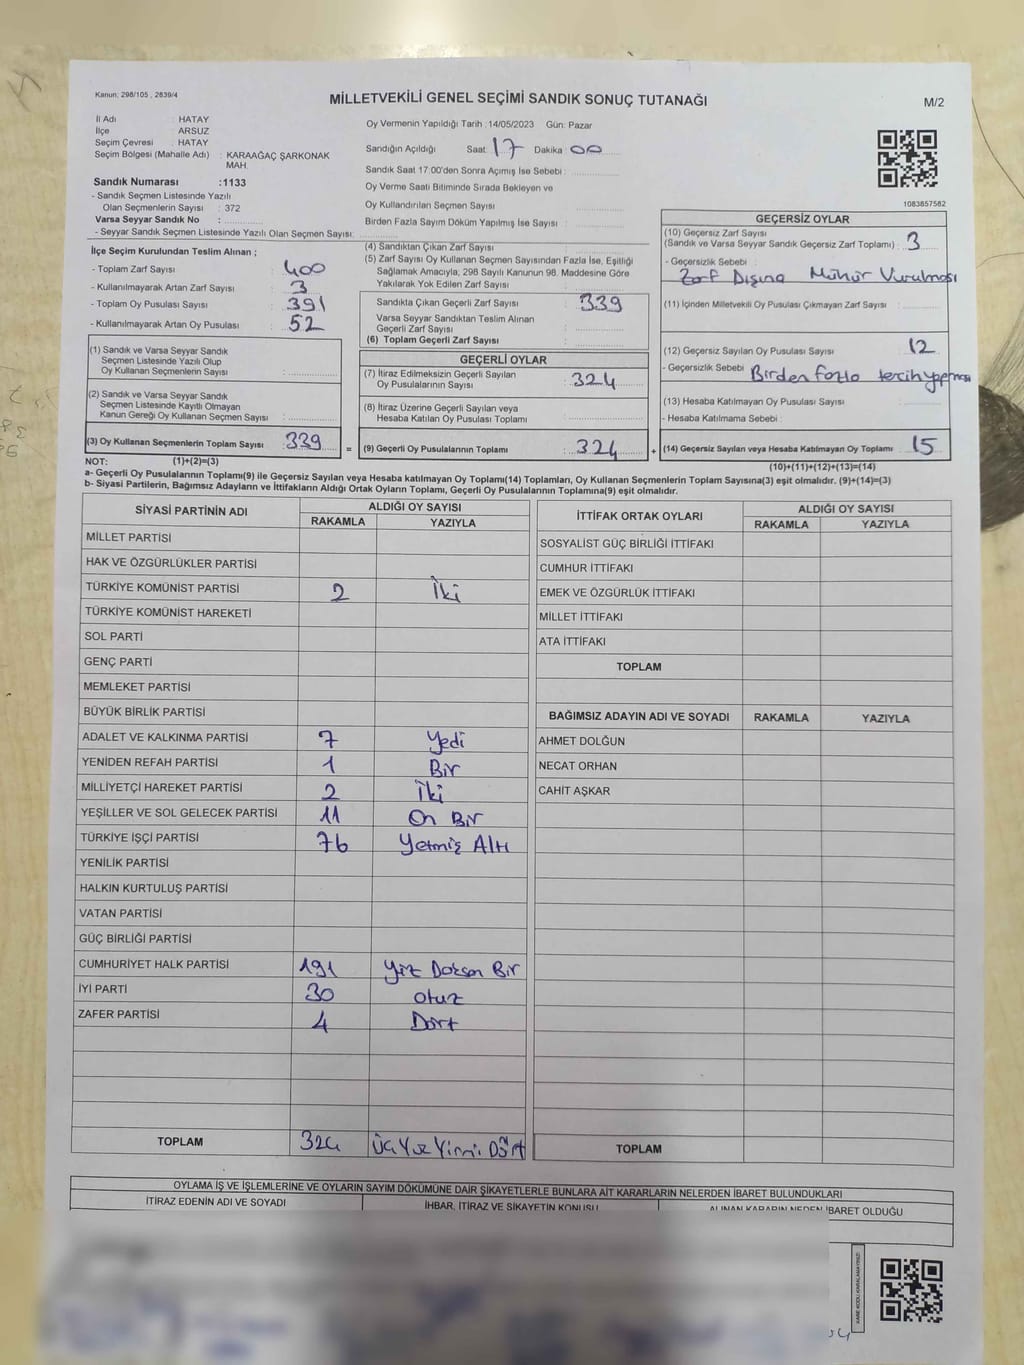 Kanun: 298/105 , 2839/4
MİLLETVEKİLİ GENEL SEÇİMİ SANDIK SONUÇ TUTANAĞI
M/2
İl Adı : HATAY
İlçe : ARSUZ
Seçim Çevresi : HATAY
Seçim Bölgesi (Mahalle Adı) : KARAAĞAÇ ŞARKONAK
MAH.
Sandık Numarası :1133
- Sandık Seçmen Listesinde Yazılı
Olan Seçmenlerin Sayısı : 372
Varsa Seyyar Sandık No :
- Seyyar Sandık Seçmen Listesinde Yazılı Olan Seçmen Sayısı:
Oy Vermenin Yapıldığı Tarih :14/05/2023 Gün: Pazar
Sandığın Açıldığı Saat: 17 Dakika : 00
Sandık Saat 17:00'den Sonra Açımış İse Sebebi :
Oy Verme Saati Bitiminde Sırada Bekleyen ve
Oy Kullandırılan Seçmen Sayısı :
Birden Fazla Sayım Döküm Yapılmış İse Sayısı :
1083857582
İlçe Seçim Kurulundan Teslim Alınan ;
- Toplam Zarf Sayısı : 400
- Kullanılmayarak Artan Zarf Sayısı : 3
- Toplam Oy Pusulası : 391
- Kullanılmayarak Artan Oy Pusulası : 52
(1) Sandık ve Varsa Seyyar Sandık
Seçmen Listesinde Yazılı Olup
Oy Kullanan Seçmenlerin Sayısı :
(2) Sandık ve Varsa Seyyar Sandık
Seçmen Listesinde Kayıtlı Olmayan
Kanun Gereği Oy Kullanan Seçmen Sayısı :
(3) Oy Kullanan Seçmenlerin Toplam Sayısı : 339
(4) Sandıktan Çıkan Zarf Sayısı :
(5) Zarf Sayısı Oy Kullanan Seçmen Sayısından Fazla İse, Eşitliği
Sağlamak Amacıyla; 298 Sayılı Kanunun 98. Maddesine Göre
Yakılarak Yok Edilen Zarf Sayısı :
Sandıkta Çıkan Geçerli Zarf Sayısı : 339
Varsa Seyyar Sandıktan Teslim Alınan
Geçerli Zarf Sayısı :
(6) Toplam Geçerli Zarf Sayısı :
GEÇERLİ OYLAR
(7) İtiraz Edilmeksizin Geçerli Sayılan
Oy Pusulalarının Sayısı : 324
(8) İtiraz Üzerine Geçerli Sayılan veya
Hesaba Katılan Oy Pusulası Toplamı :
= (9) Geçerli Oy Pusulalarının Toplamı : 324 +
GEÇERSİZ OYLAR
(10) Geçersiz Zarf Sayısı
(Sandık ve Varsa Seyyar Sandık Geçersiz Zarf Toplamı) : 3
- Geçersizlik Sebebi :
Zarf Dışına Mühür Vurulması
(11) İçinden Milletvekili Oy Pusulası Çıkmayan Zarf Sayısı :
(12) Geçersiz Sayılan Oy Pusulası Sayısı : 12
- Geçersizlik Sebebi : Birden fazla tercih yapması
(13) Hesaba Katılmayan Oy Pusulası Sayısı :
- Hesaba Katılmama Sebebi :
(14) Geçersiz Sayılan veya Hesaba Katılmayan Oy Toplamı : 15
NOT: (1)+(2)=(3)
(10)+(11)+(12)+(13)=(14)
a- Geçerli Oy Pusulalarının Toplamı(9) ile Geçersiz Sayılan veya Hesaba katılmayan Oy Toplamı(14) Toplamları, Oy Kullanan Seçmenlerin Toplam Sayısına(3) eşit olmalıdır. (9)+(14)=(3)
b- Siyasi Partilerin, Bağımsız Adayların ve İttifakların Aldığı Ortak Oyların Toplamı, Geçerli Oy Pusulalarının Toplamına(9) eşit olmalıdır.
SİYASİ PARTİNİN ADI ALDIĞI OY SAYISI
RAKAMLA YAZIYLA
MİLLET PARTİSİ
HAK VE ÖZGÜRLÜKLER PARTİSİ
TÜRKİYE KOMÜNİST PARTİSİ 2 İki
TÜRKİYE KOMÜNİST HAREKETİ
SOL PARTİ
GENÇ PARTİ
MEMLEKET PARTİSİ
BÜYÜK BİRLİK PARTİSİ
ADALET VE KALKINMA PARTİSİ 7 Yedi
YENİDEN REFAH PARTİSİ 1 Bir
MİLLİYETÇİ HAREKET PARTİSİ 2 İki
YEŞİLLER VE SOL GELECEK PARTİSİ 11 On Bir
TÜRKİYE İŞÇİ PARTİSİ 76 Yetmiş Altı
YENİLİK PARTİSİ
HALKIN KURTULUŞ PARTİSİ
VATAN PARTİSİ
GÜÇ BİRLİĞİ PARTİSİ
CUMHURİYET HALK PARTİSİ 191 Yüz Doksan Bir
İYİ PARTİ 30 otuz
ZAFER PARTİSİ 4 Dört
TOPLAM 324 Üç Yüz Yirmi Dört
İTTİFAK ORTAK OYLARI ALDIĞI OY SAYISI
RAKAMLA YAZIYLA
SOSYALİST GÜÇ BİRLİĞİ İTTİFAKI
CUMHUR İTTİFAKI
EMEK VE ÖZGÜRLÜK İTTİFAKI
MİLLET İTTİFAKI
ATA İTTİFAKI
TOPLAM
BAĞIMSIZ ADAYIN ADI VE SOYADI RAKAMLA YAZIYLA
AHMET DOLĞUN
NECAT ORHAN
CAHİT AŞKAR
TOPLAM
OYLAMA İŞ VE İŞLEMLERİNE VE OYLARIN SAYIM DÖKÜMÜNE DAİR ŞİKAYETLERLE BUNLARA AİT KARARLARIN NELERDEN İBARET BULUNDUKLARI
İTİRAZ EDENİN ADI VE SOYADI İHBAR, İTİRAZ VE ŞİKAYETİN KONUSU ALINAN KARARIN NEDEN İBARET OLDUĞU